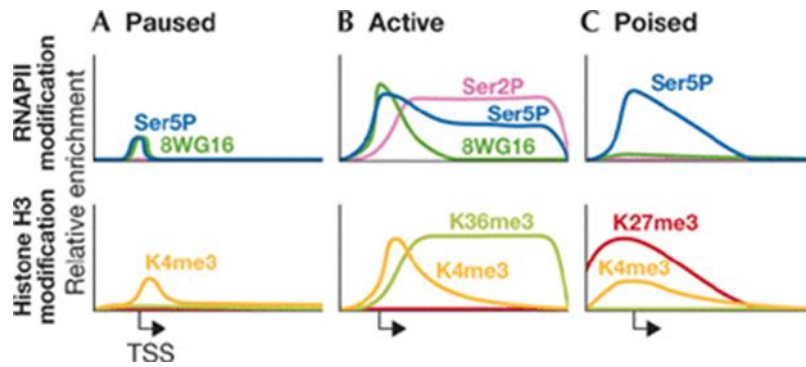 A Paused
B Active
C Poised
RNAPII
modification
Histone H3
modification
Relative enrichment
Ser5P
8WG16
Ser2P
Ser5P
8WG16
Ser5P
K4me3
K36me3
K4me3
K27me3
K4me3
TSS